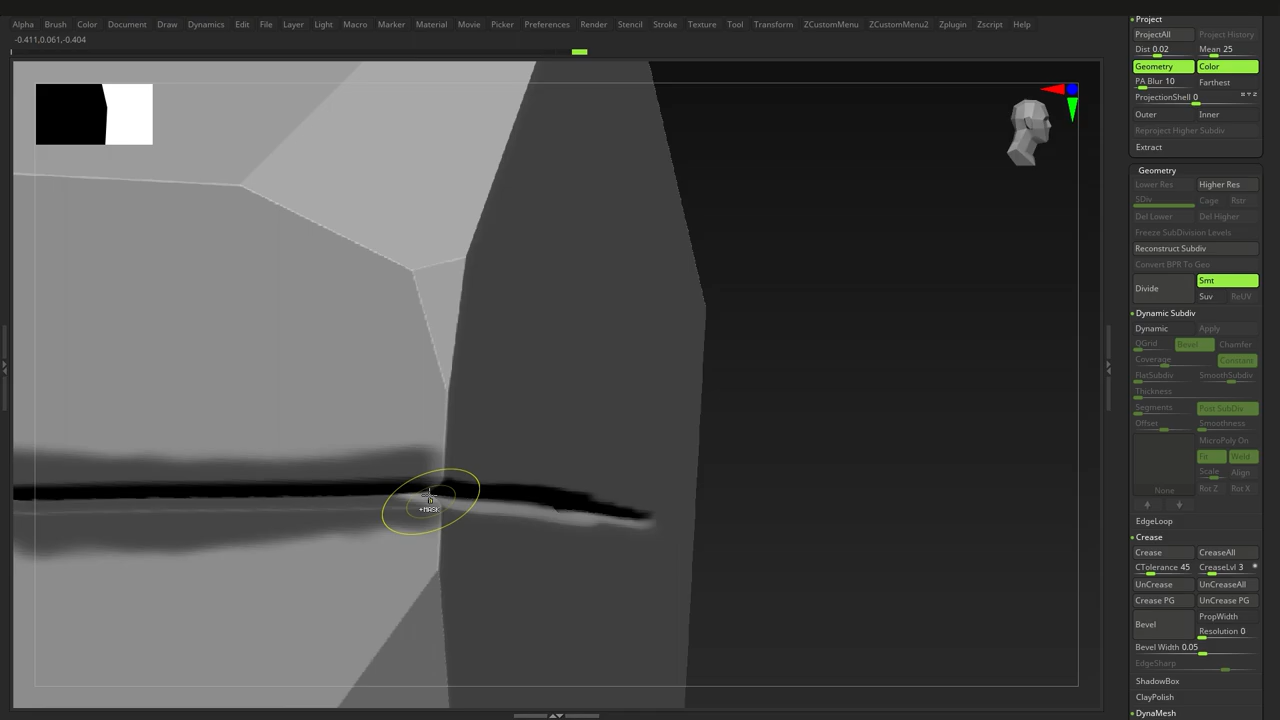 Alpha Brush Color Document Draw Dynamics Edit File Layer Light Macro Marker Material Movie Picker Preferences Render Stencil Stroke Texture Tool Transform ZCustomMenu ZCustomMenu2 Zplugin Zscript Help
-0.411,0.061,-0.404
+MASK
Project
ProjectAll Project History
Dist 0.02 Mean 25
Geometry Color
PA Blur 10 Farthest
ProjectionShell 0 X Y Z
Outer Inner
Reproject Higher Subdiv
Extract
Geometry
Lower Res Higher Res
SDiv Cage Rstr
Del Lower Del Higher
Freeze SubDivision Levels
Reconstruct Subdiv
Convert BPR To Geo
Divide Smt
Suv ReUV
Dynamic Subdiv
Dynamic Apply
QGrid Bevel Chamfer
Coverage Constant
FlatSubdiv SmoothSubdiv
Thickness
Segments Post SubDiv
Offset Smoothness
MicroPoly On
Fit Weld
Scale Align
None Rot Z Rot X
EdgeLoop
Crease
Crease CreaseAll
CTolerance 45 CreaseLvl 3
UnCrease UnCreaseAll
Crease PG UnCrease PG
Bevel PropWidth
Resolution 0
Bevel Width 0.05
EdgeSharp
ShadowBox
ClayPolish
DynaMesh